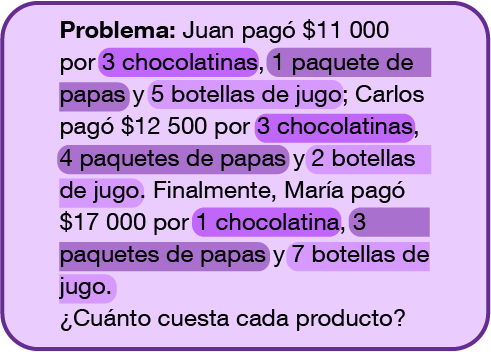 Problema: Juan pagó $11 000
por 3 chocolatinas, 1 paquete de
papas y 5 botellas de jugo; Carlos
pagó $12 500 por 3 chocolatinas,
4 paquetes de papas y 2 botellas
de jugo. Finalmente, María pagó
$17 000 por 1 chocolatina, 3
paquetes de papas y 7 botellas de
jugo.
¿Cuánto cuesta cada producto?